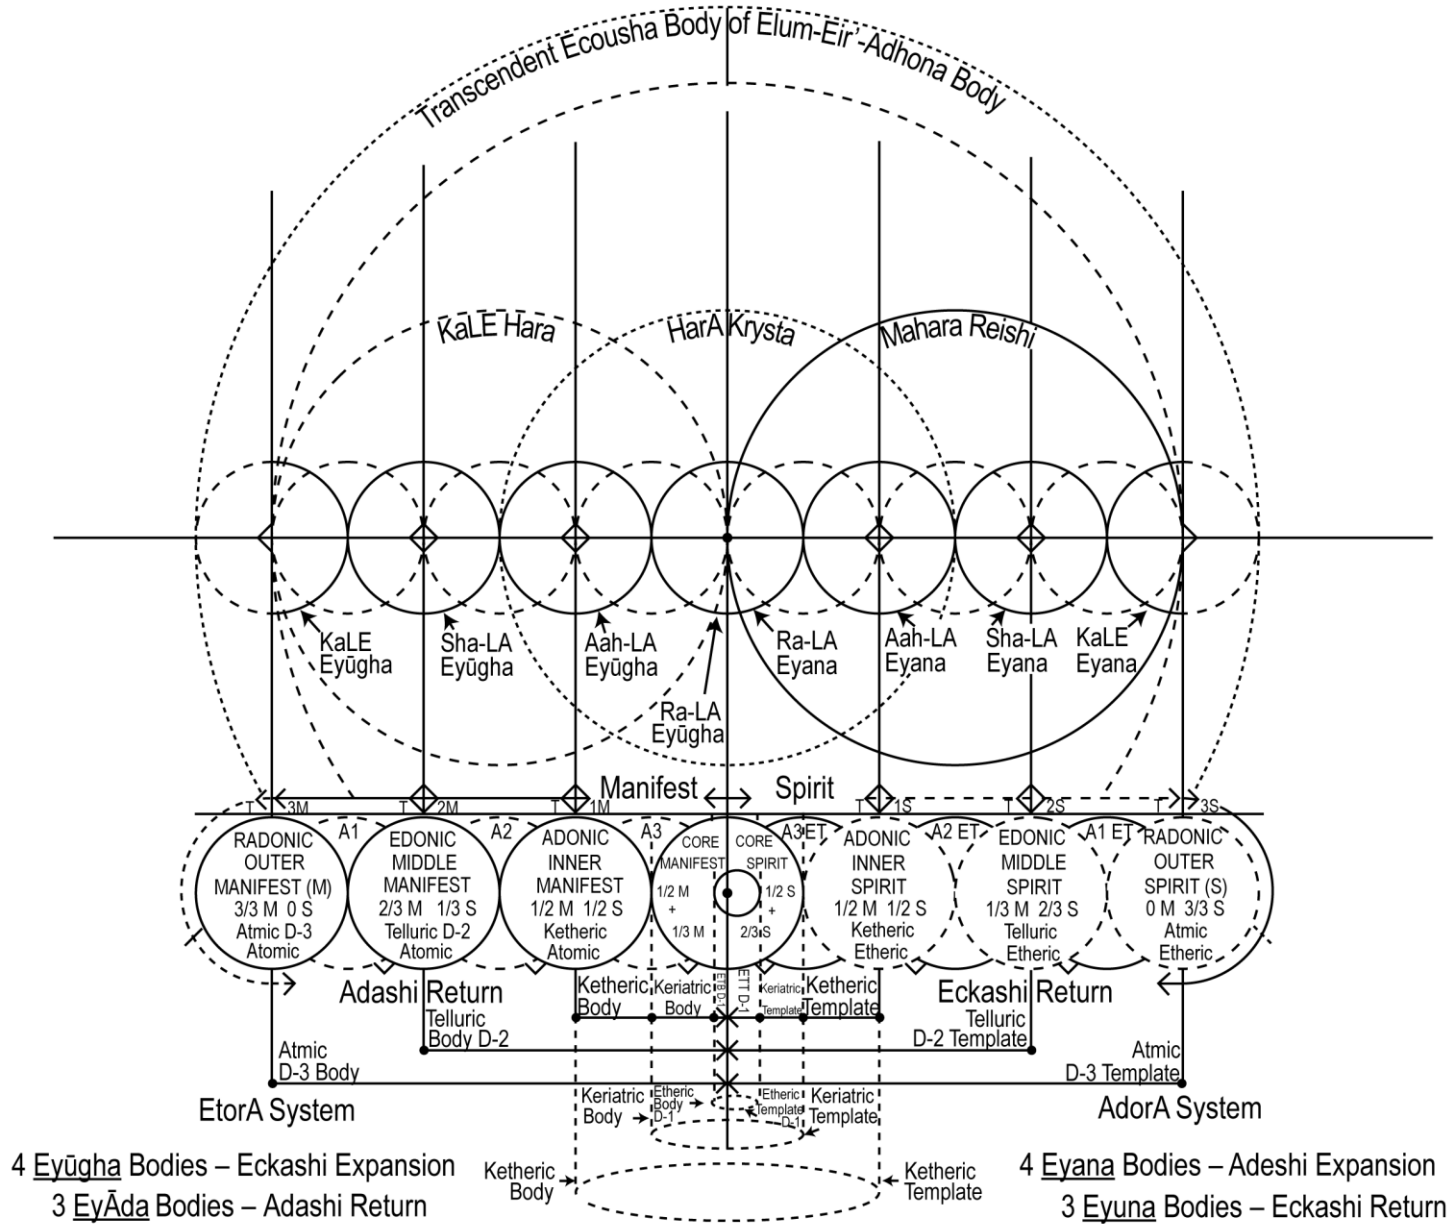 Transcendent Ecousha Body of Elum-Eir'-Adhona Body
KaLE Hara
HarA Krysta
Mahara Reishi
KaLE
Eyūgha
Sha-LA
Eyūgha
Aah-LA
Eyūgha
Ra-LA
Eyūgha
Ra-LA
Eyana
Aah-LA
Eyana
Sha-LA
Eyana
KaLE
Eyana
Manifest
Spirit
T 3M
T 2M
T 1M
T 1S
T 2S
T 3S
RADONIC
OUTER
MANIFEST (M)
3/3 M 0 S
Atmic D-3
Atomic
A1
EDONIC
MIDDLE
MANIFEST
2/3 M 1/3 S
Telluric D-2
Atomic
A2
ADONIC
INNER
MANIFEST
1/2 M 1/2 S
Ketheric
Atomic
A3
CORE
MANIFEST
1/2 M
+
1/3 M
CORE
SPIRIT
1/2 S
+
2/3 S
A3 ET
ADONIC
INNER
SPIRIT
1/2 M 1/2 S
Ketheric
Etheric
A2 ET
EDONIC
MIDDLE
SPIRIT
1/3 M 2/3 S
Telluric
Etheric
A1 ET
RADONIC
OUTER
SPIRIT (S)
0 M 3/3 S
Atmic
Etheric
Adashi Return
Ketheric
Body
Keriatric
Body
ETB D-1
ETT D-1
Keriatric
Template
Ketheric
Template
Eckashi Return
Telluric
Body D-2
Telluric
D-2 Template
Atmic
D-3 Body
Atmic
D-3 Template
EtorA System
AdorA System
Keriatric
Body
Etheric
Body
D-1
Etheric
Template
D-1
Keriatric
Template
Ketheric
Body
Ketheric
Template
4 Eyūgha Bodies – Eckashi Expansion
3 EyĀda Bodies – Adashi Return
4 Eyana Bodies – Adeshi Expansion
3 Eyuna Bodies – Eckashi Return